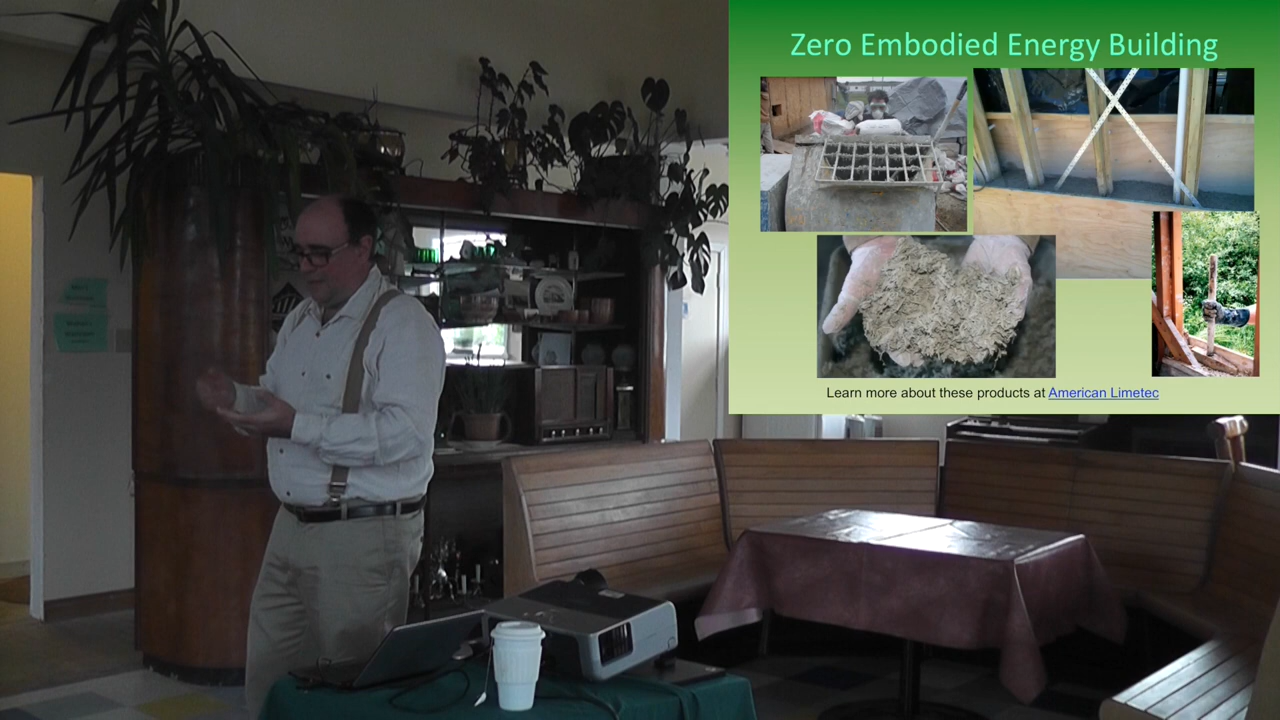 Zero Embodied Energy Building
Learn more about these products at American Limetec